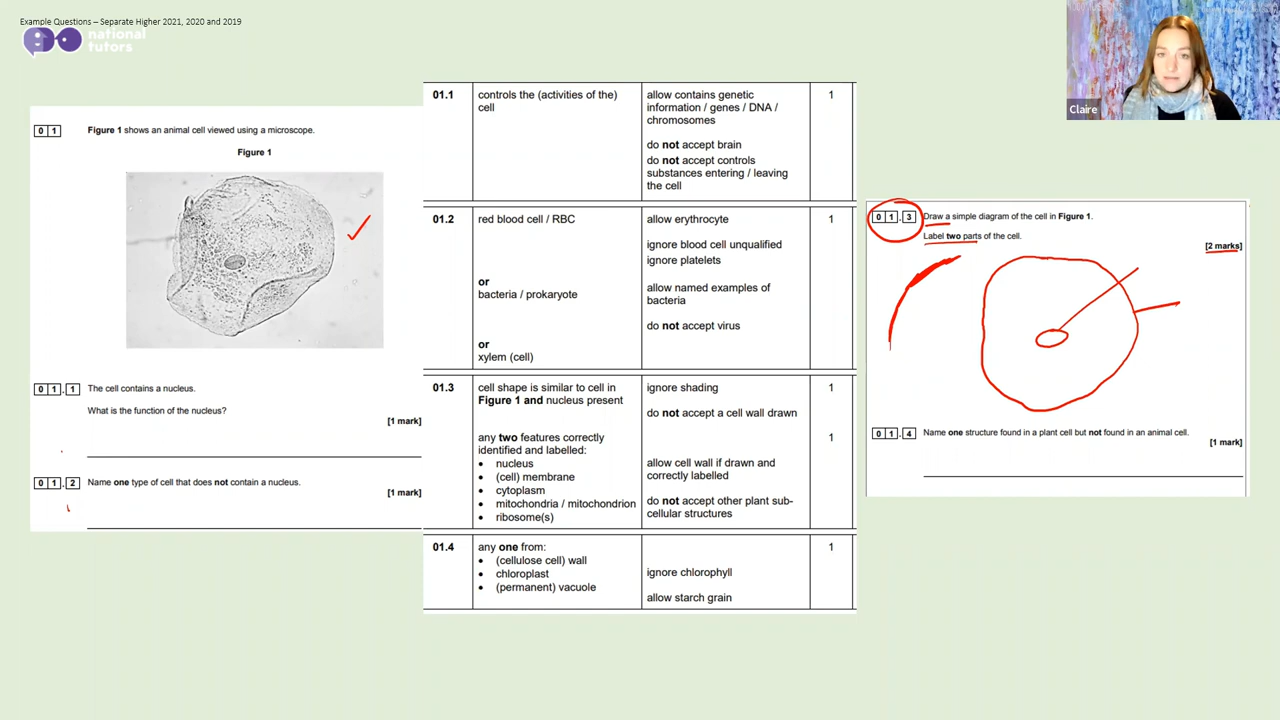 Example Questions – Separate Higher 2021, 2020 and 2019
national
tutors
Claire
0 1
Figure 1 shows an animal cell viewed using a microscope.
Figure 1
0 1 . 1
The cell contains a nucleus.
What is the function of the nucleus?
[1 mark]
0 1 . 2
Name one type of cell that does not contain a nucleus.
[1 mark]
01.1
controls the (activities of the)
cell
allow contains genetic
information / genes / DNA /
chromosomes
do not accept brain
do not accept controls
substances entering / leaving
the cell
1
01.2
red blood cell / RBC
or
bacteria / prokaryote
or
xylem (cell)
allow erythrocyte
ignore blood cell unqualified
ignore platelets
allow named examples of
bacteria
do not accept virus
1
01.3
cell shape is similar to cell in
Figure 1 and nucleus present
any two features correctly
identified and labelled:
• nucleus
• (cell) membrane
• cytoplasm
• mitochondria / mitochondrion
• ribosome(s)
ignore shading
do not accept a cell wall drawn
allow cell wall if drawn and
correctly labelled
do not accept other plant sub-
cellular structures
1
1
01.4
any one from:
• (cellulose cell) wall
• chloroplast
• (permanent) vacuole
ignore chlorophyll
allow starch grain
1
0 1 . 3
Draw a simple diagram of the cell in Figure 1.
Label two parts of the cell.
[2 marks]
0 1 . 4
Name one structure found in a plant cell but not found in an animal cell.
[1 mark]